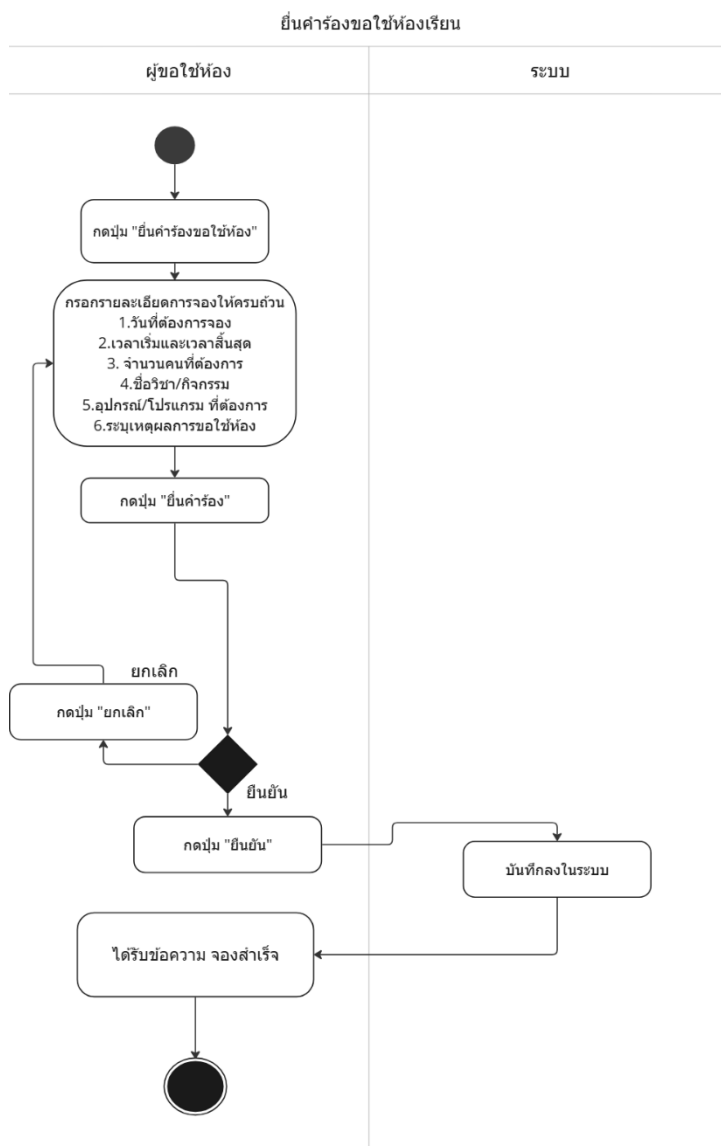 ยื่นคำร้องขอใช้ห้องเรียน
ผู้ขอใช้ห้อง
ระบบ
กดปุ่ม "ยื่นคำร้องขอใช้ห้อง"
กรอกรายละเอียดการจองให้ครบถ้วน
1.วันที่ต้องการจอง
2.เวลาเริ่มและเวลาสิ้นสุด
3. จำนวนคนที่ต้องการ
4.ชื่อวิชา/กิจกรรม
5.อุปกรณ์/โปรแกรม ที่ต้องการ
6.ระบุเหตุผลการขอใช้ห้อง
กดปุ่ม "ยื่นคำร้อง"
ยกเลิก
กดปุ่ม "ยกเลิก"
ยืนยัน
กดปุ่ม "ยืนยัน"
บันทึกลงในระบบ
ได้รับข้อความ จองสำเร็จ